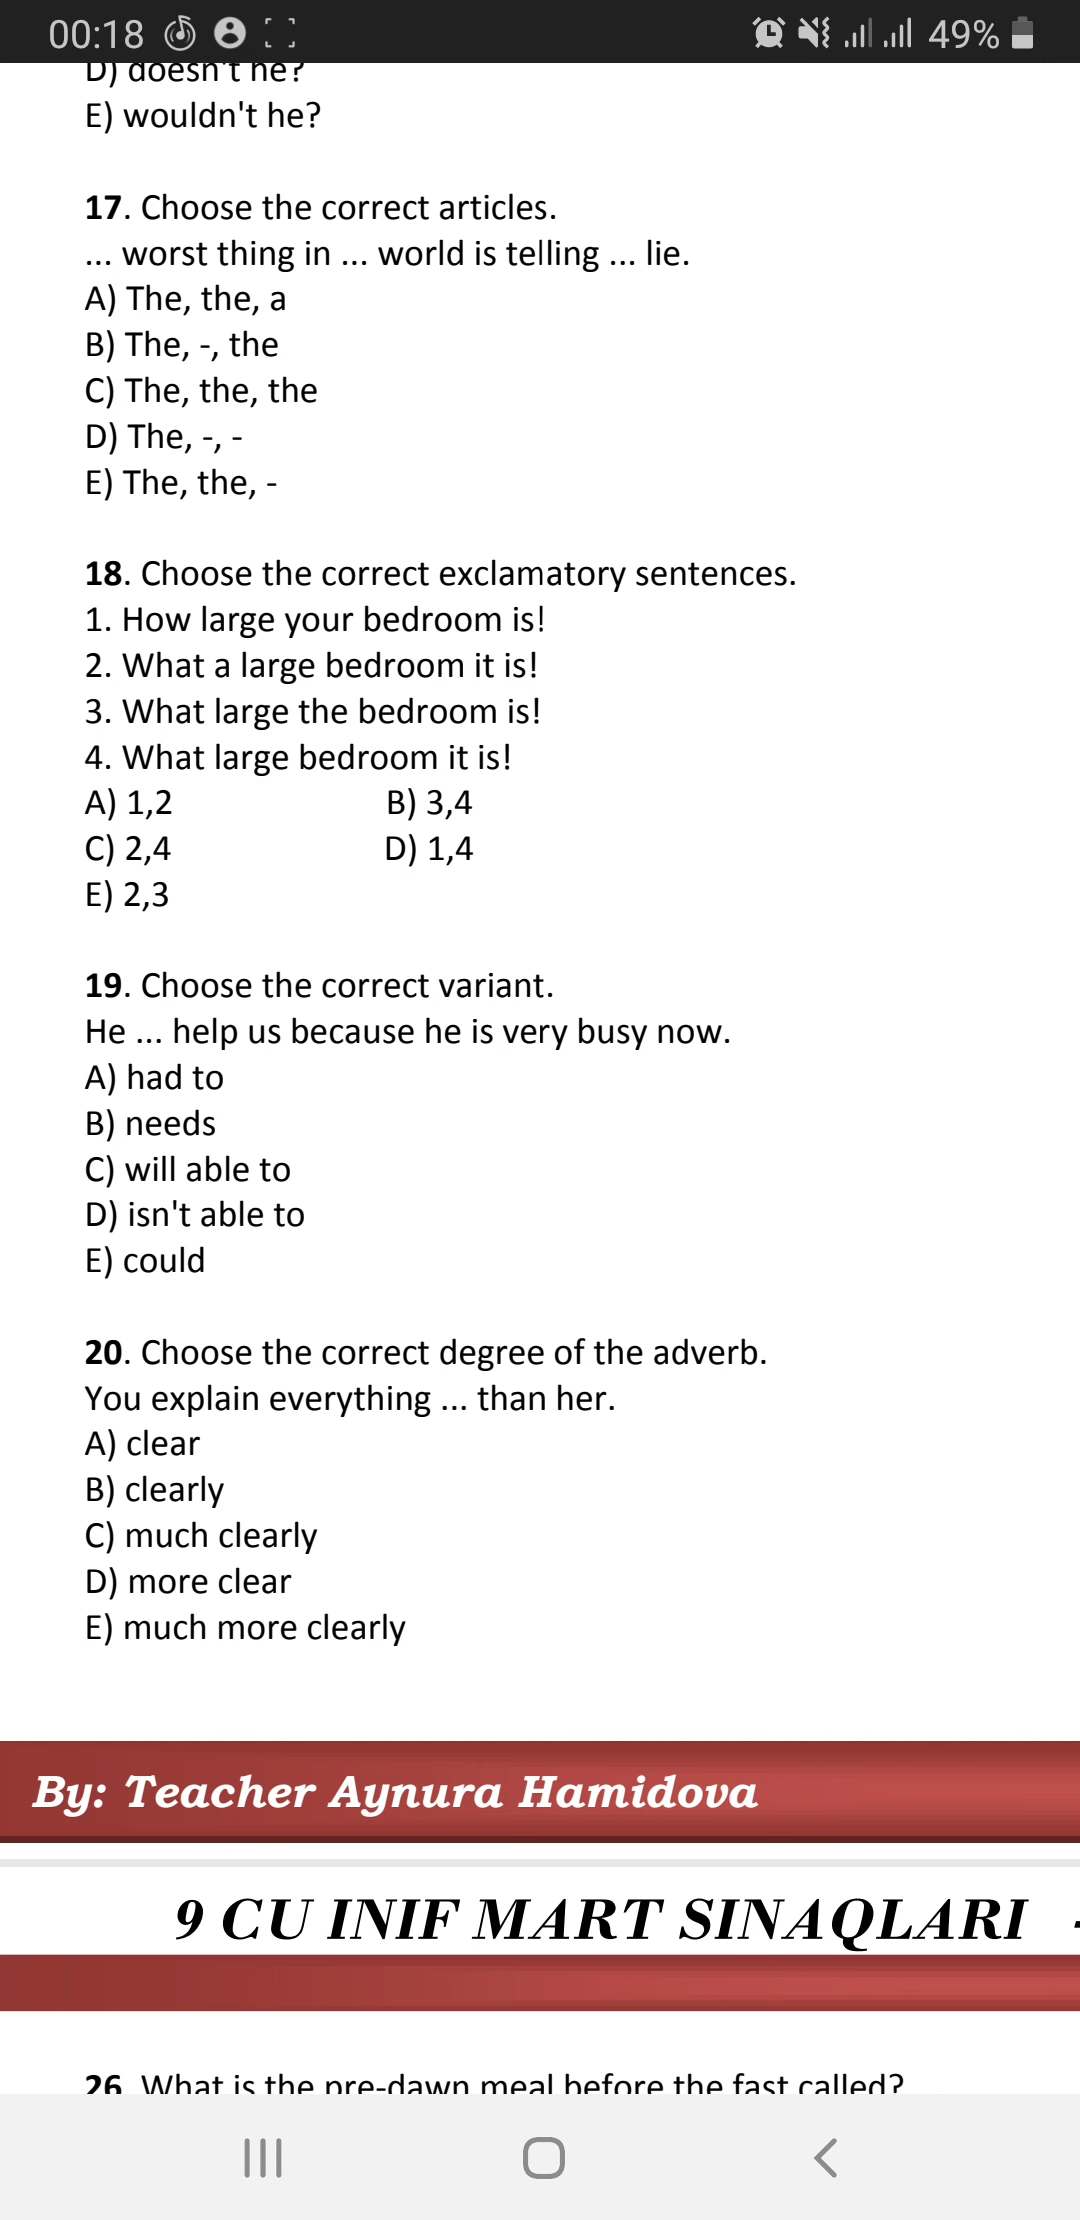 00:18
49%
D) doesn't he?
E) wouldn't he?
17. Choose the correct articles.
... worst thing in ... world is telling ... lie.
A) The, the, a
B) The, -, the
C) The, the, the
D) The, -, -
E) The, the, -
18. Choose the correct exclamatory sentences.
1. How large your bedroom is!
2. What a large bedroom it is!
3. What large the bedroom is!
4. What large bedroom it is!
A) 1,2 B) 3,4
C) 2,4 D) 1,4
E) 2,3
19. Choose the correct variant.
He ... help us because he is very busy now.
A) had to
B) needs
C) will able to
D) isn't able to
E) could
20. Choose the correct degree of the adverb.
You explain everything ... than her.
A) clear
B) clearly
C) much clearly
D) more clear
E) much more clearly
By: Teacher Aynura Hamidova
9 CU INIF MART SINAQLARI -
26. What is the pre-dawn meal before the fast called?